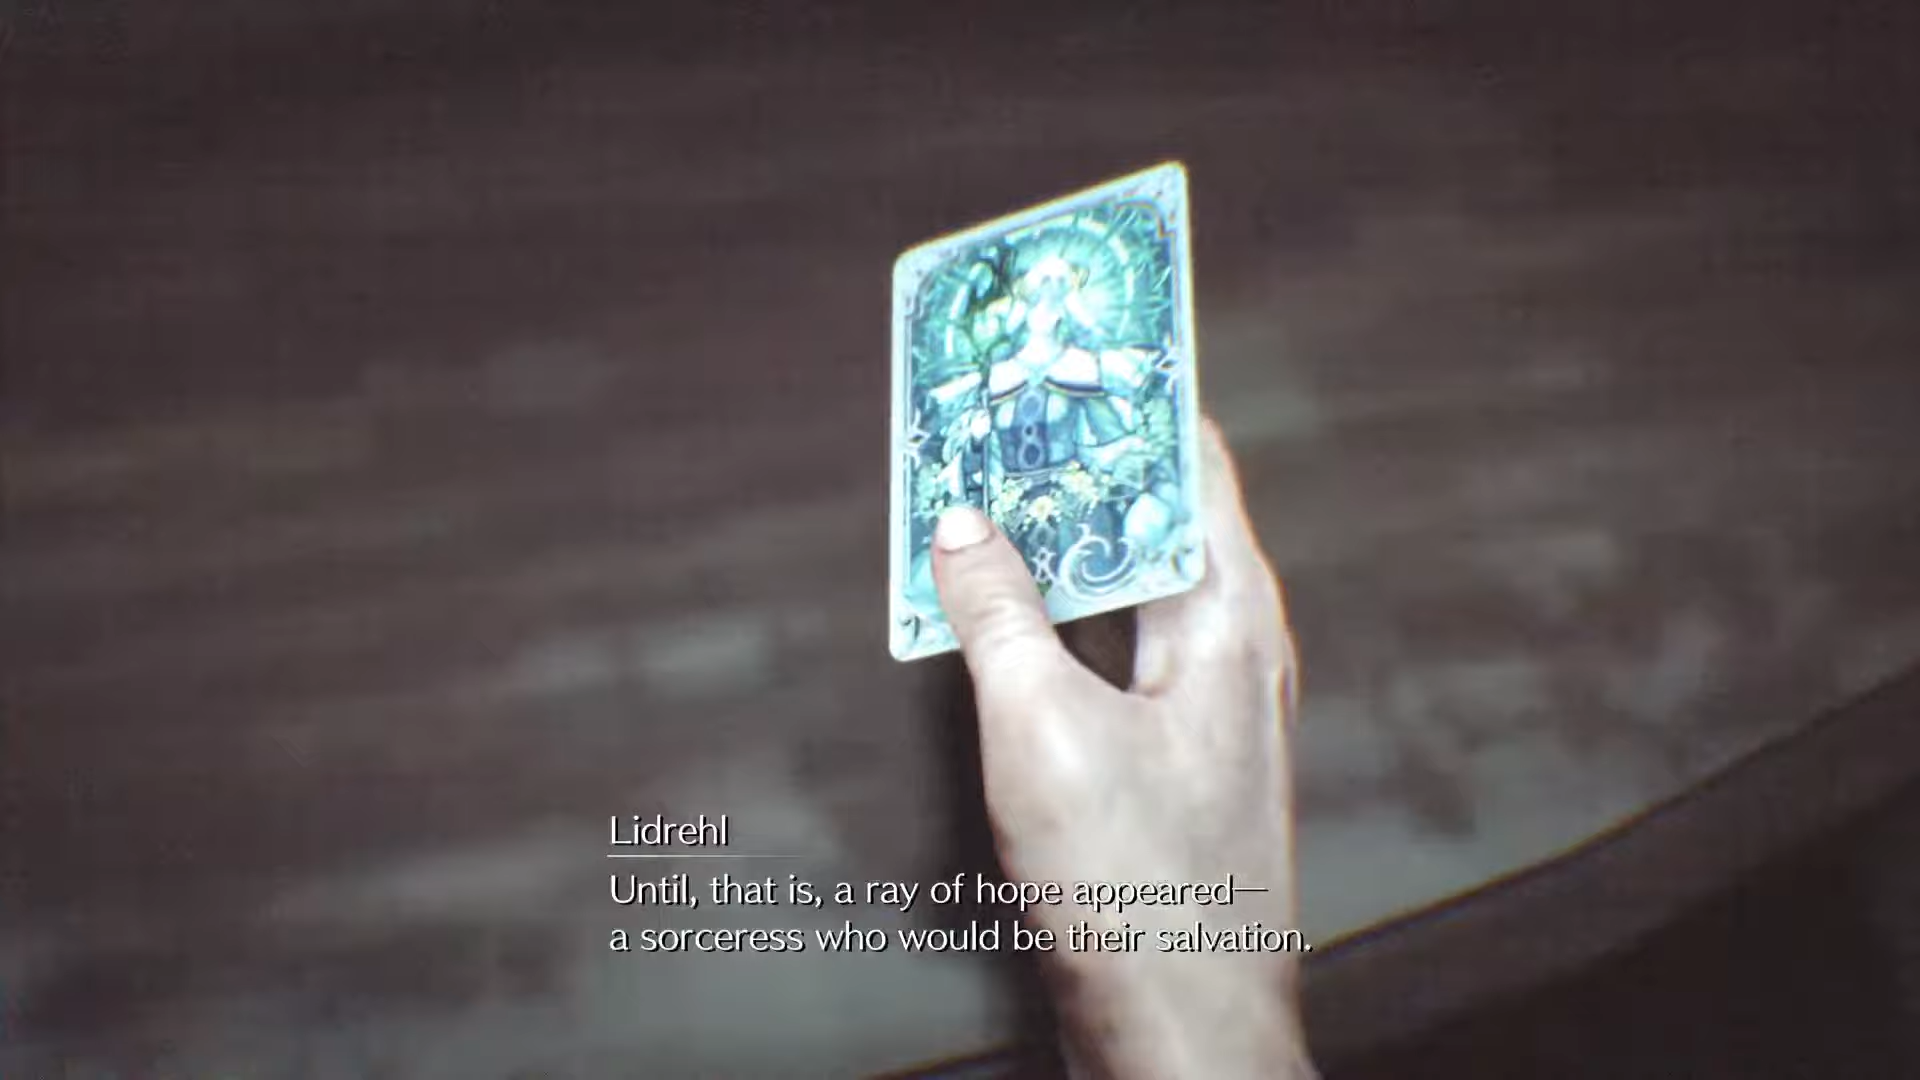 Lidrehl
Until, that is, a ray of hope appeared—
a sorceress who would be their salvation.